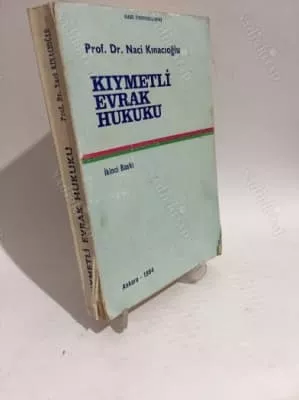 Prof. Dr. Naci Kınacıoğlu
KIYMETLİ
EVRAK
HUKUKU
İkinci Baskı
Ankara - 1984
Prof. Dr. Naci KINACIOĞLU
KIYMETLİ EVRAK HUKUKU